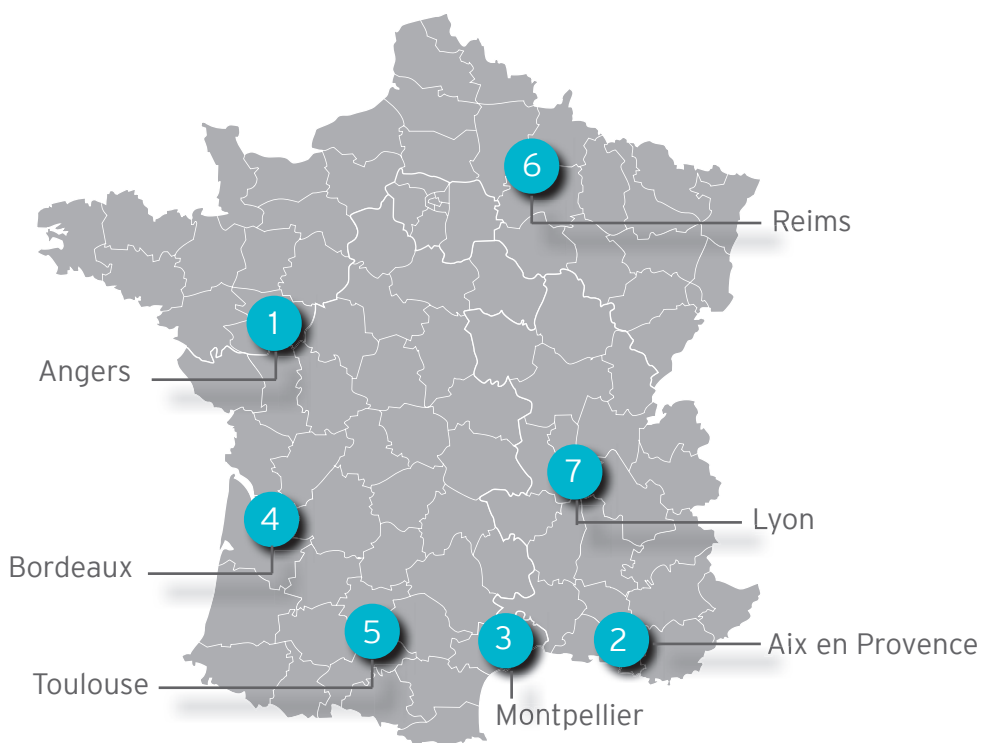 6
Reims
1
Angers
7
Lyon
4
Bordeaux
5
Toulouse
3
Montpellier
2
Aix en Provence